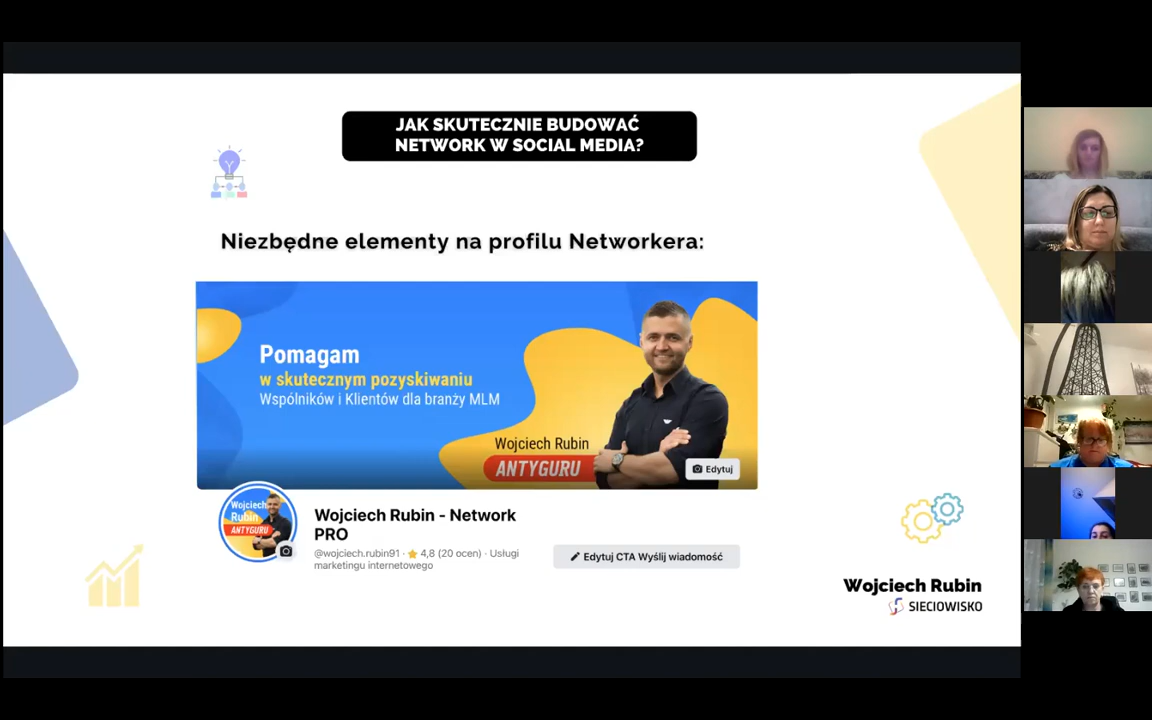 JAK SKUTECZNIE BUDOWAĆ
NETWORK W SOCIAL MEDIA?
Niezbędne elementy na profilu Networkera:
Pomagam
w skutecznym pozyskiwaniu
Wspólników i Klientów dla branży MLM
Wojciech Rubin
ANTYGURU
Edytuj
Wojciech
Rubin
ANTYGURU
Wojciech Rubin - Network
PRO
@wojciech.rubin91 · 4,8 (20 ocen) · Usługi
marketingu internetowego
Edytuj CTA Wyślij wiadomość
Wojciech Rubin
SIECIOWISKO